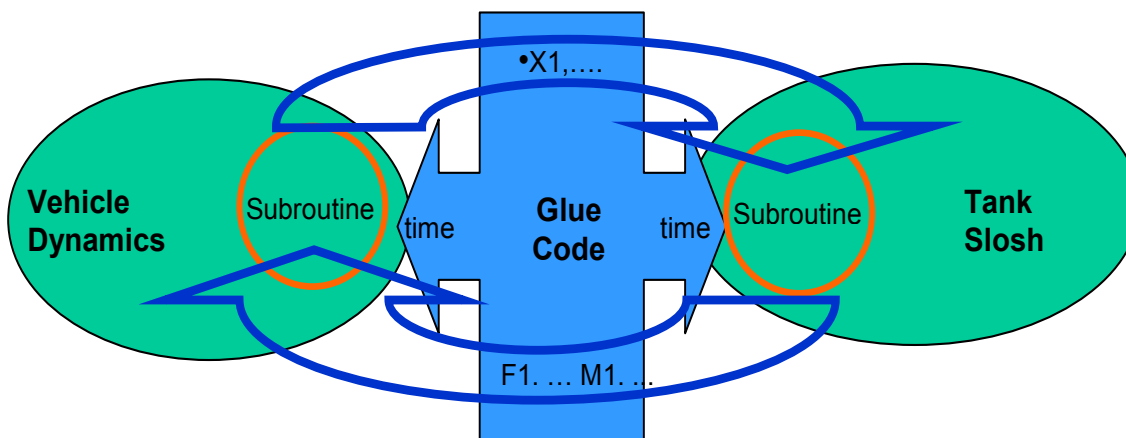 •X1,....
Vehicle
Dynamics
Subroutine
time
Glue
Code
time
Subroutine
Tank
Slosh
F1. ... M1. ...